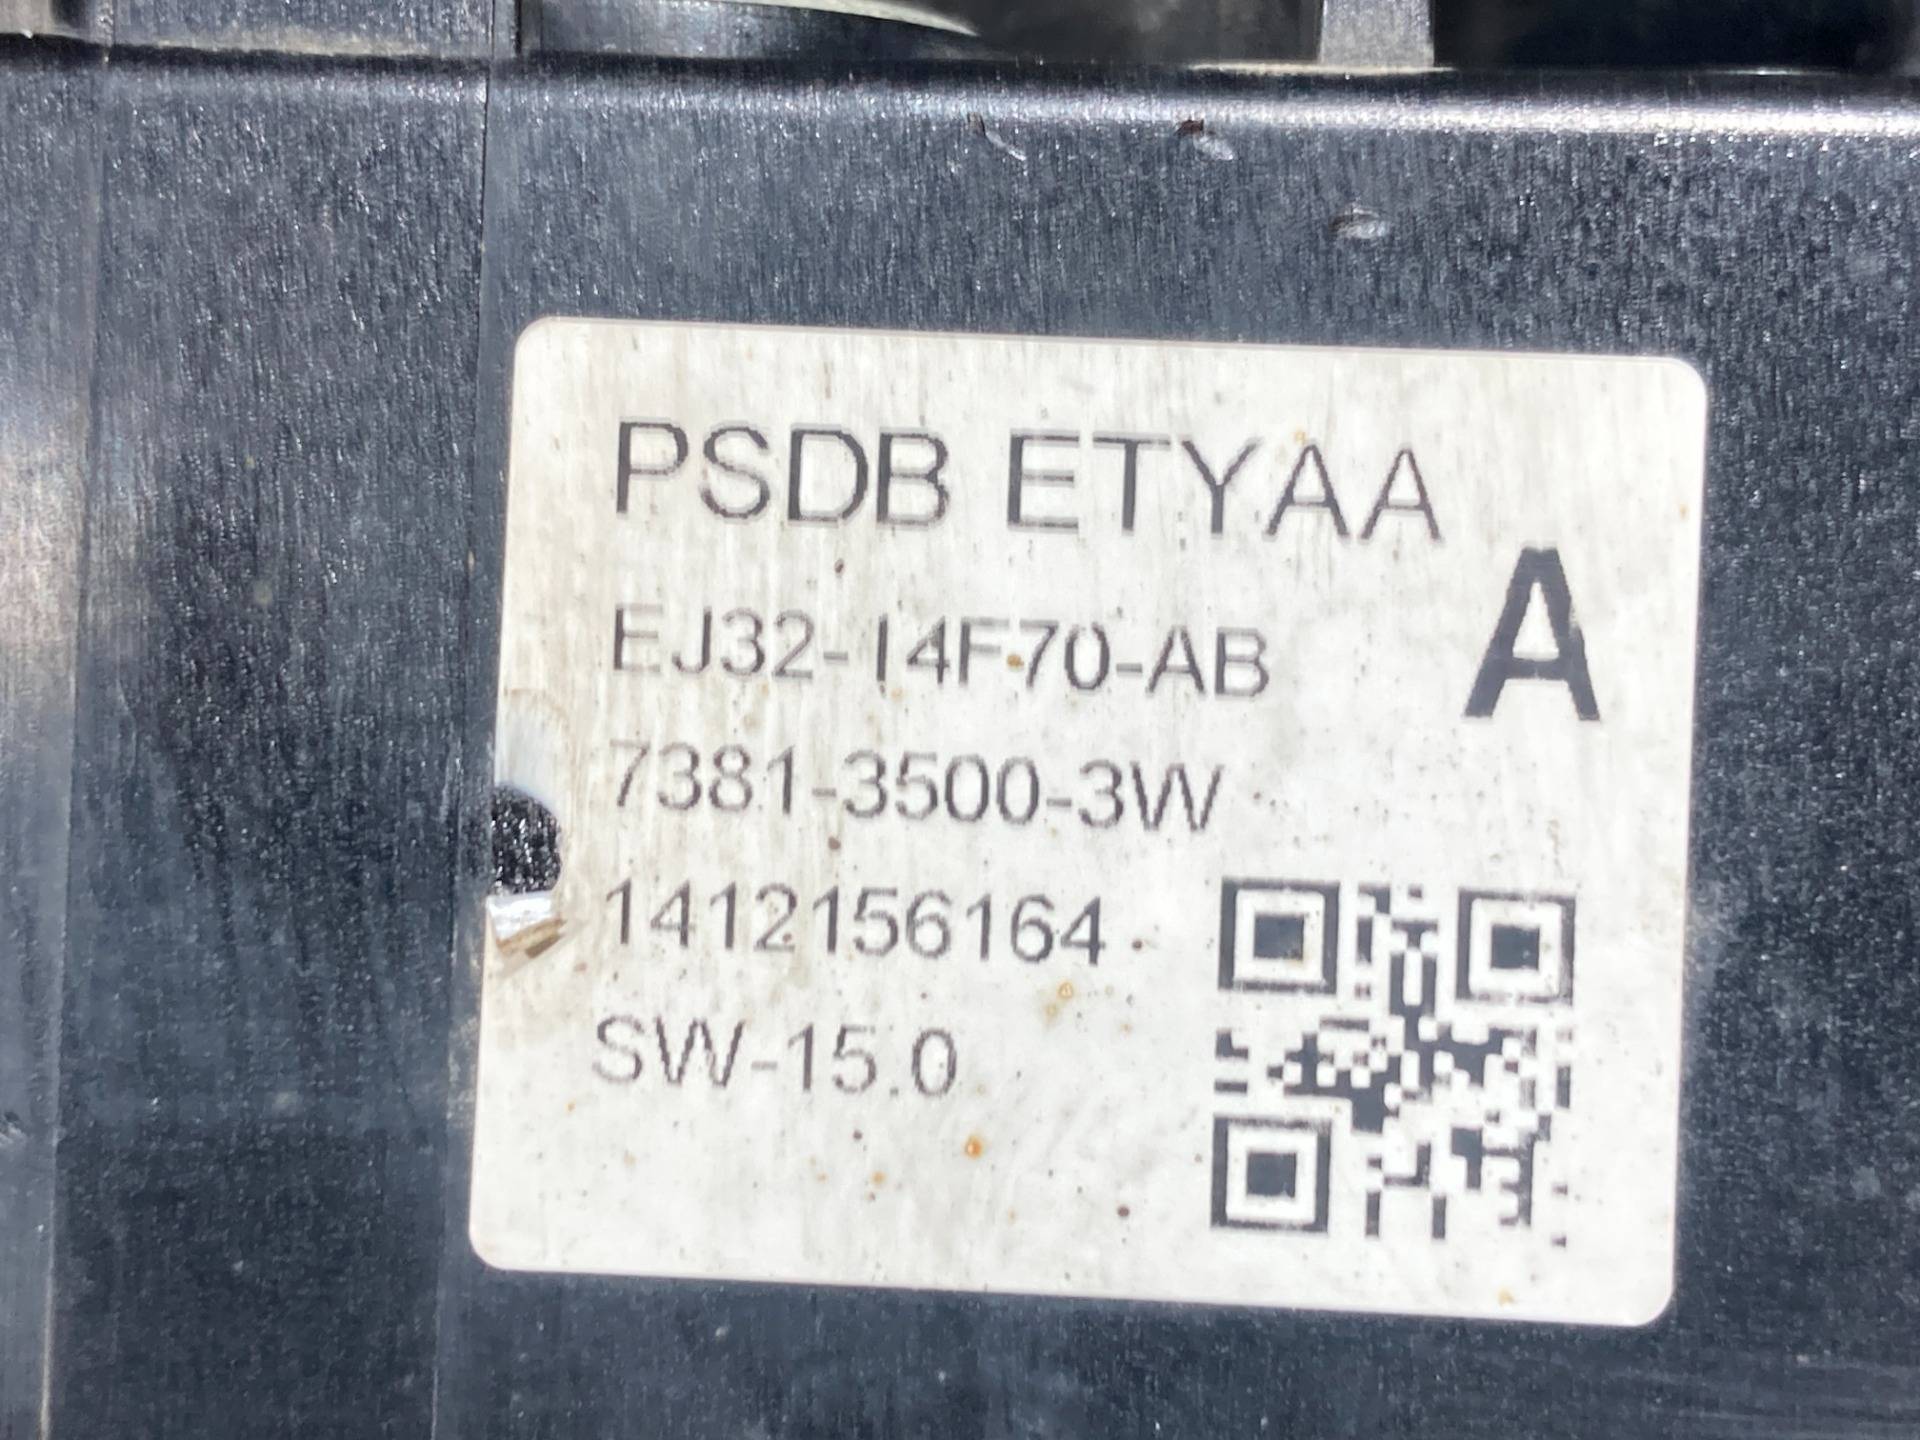 PSDB ETYAA
A
EJ32-14F70-AB
7381-3500-3W
1412156164
SW-15.0